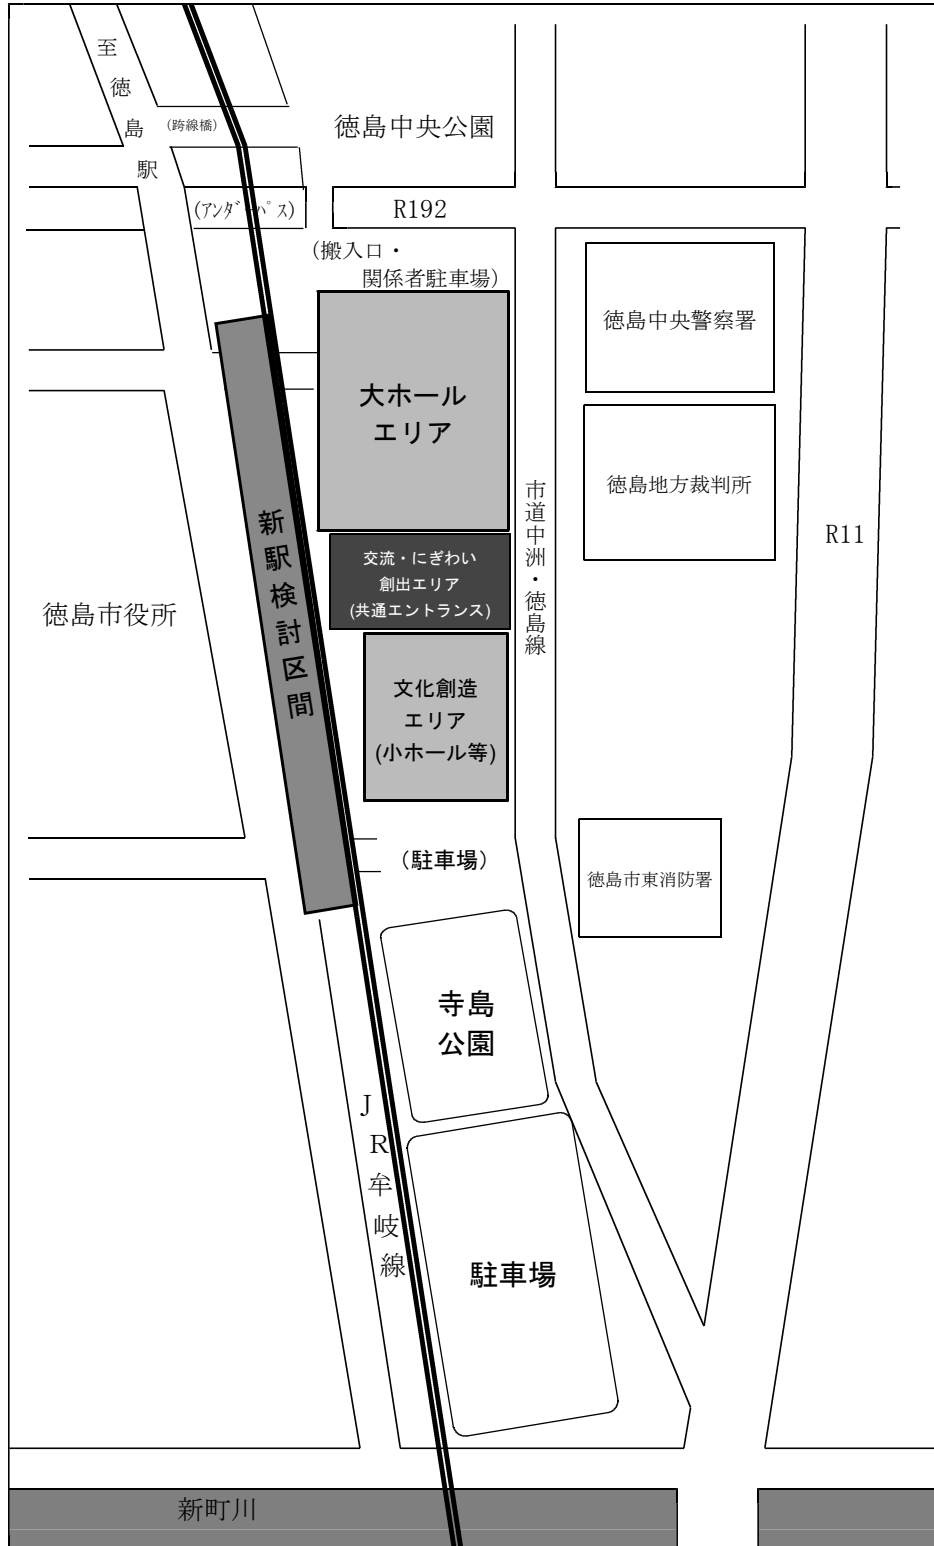 至徳島駅
(跨線橋)
徳島中央公園
(ｱﾝﾀﾞｰﾊﾟｽ)
R192
(搬入口・
関係者駐車場)
徳島中央警察署
大ホール
エリア
徳島地方裁判所
市道中洲・徳島線
R11
新駅検討区間
交流・にぎわい
創出エリア
(共通エントランス)
徳島市役所
文化創造
エリア
(小ホール等)
(駐車場)
徳島市東消防署
寺島
公園
JR牟岐線
駐車場
新町川